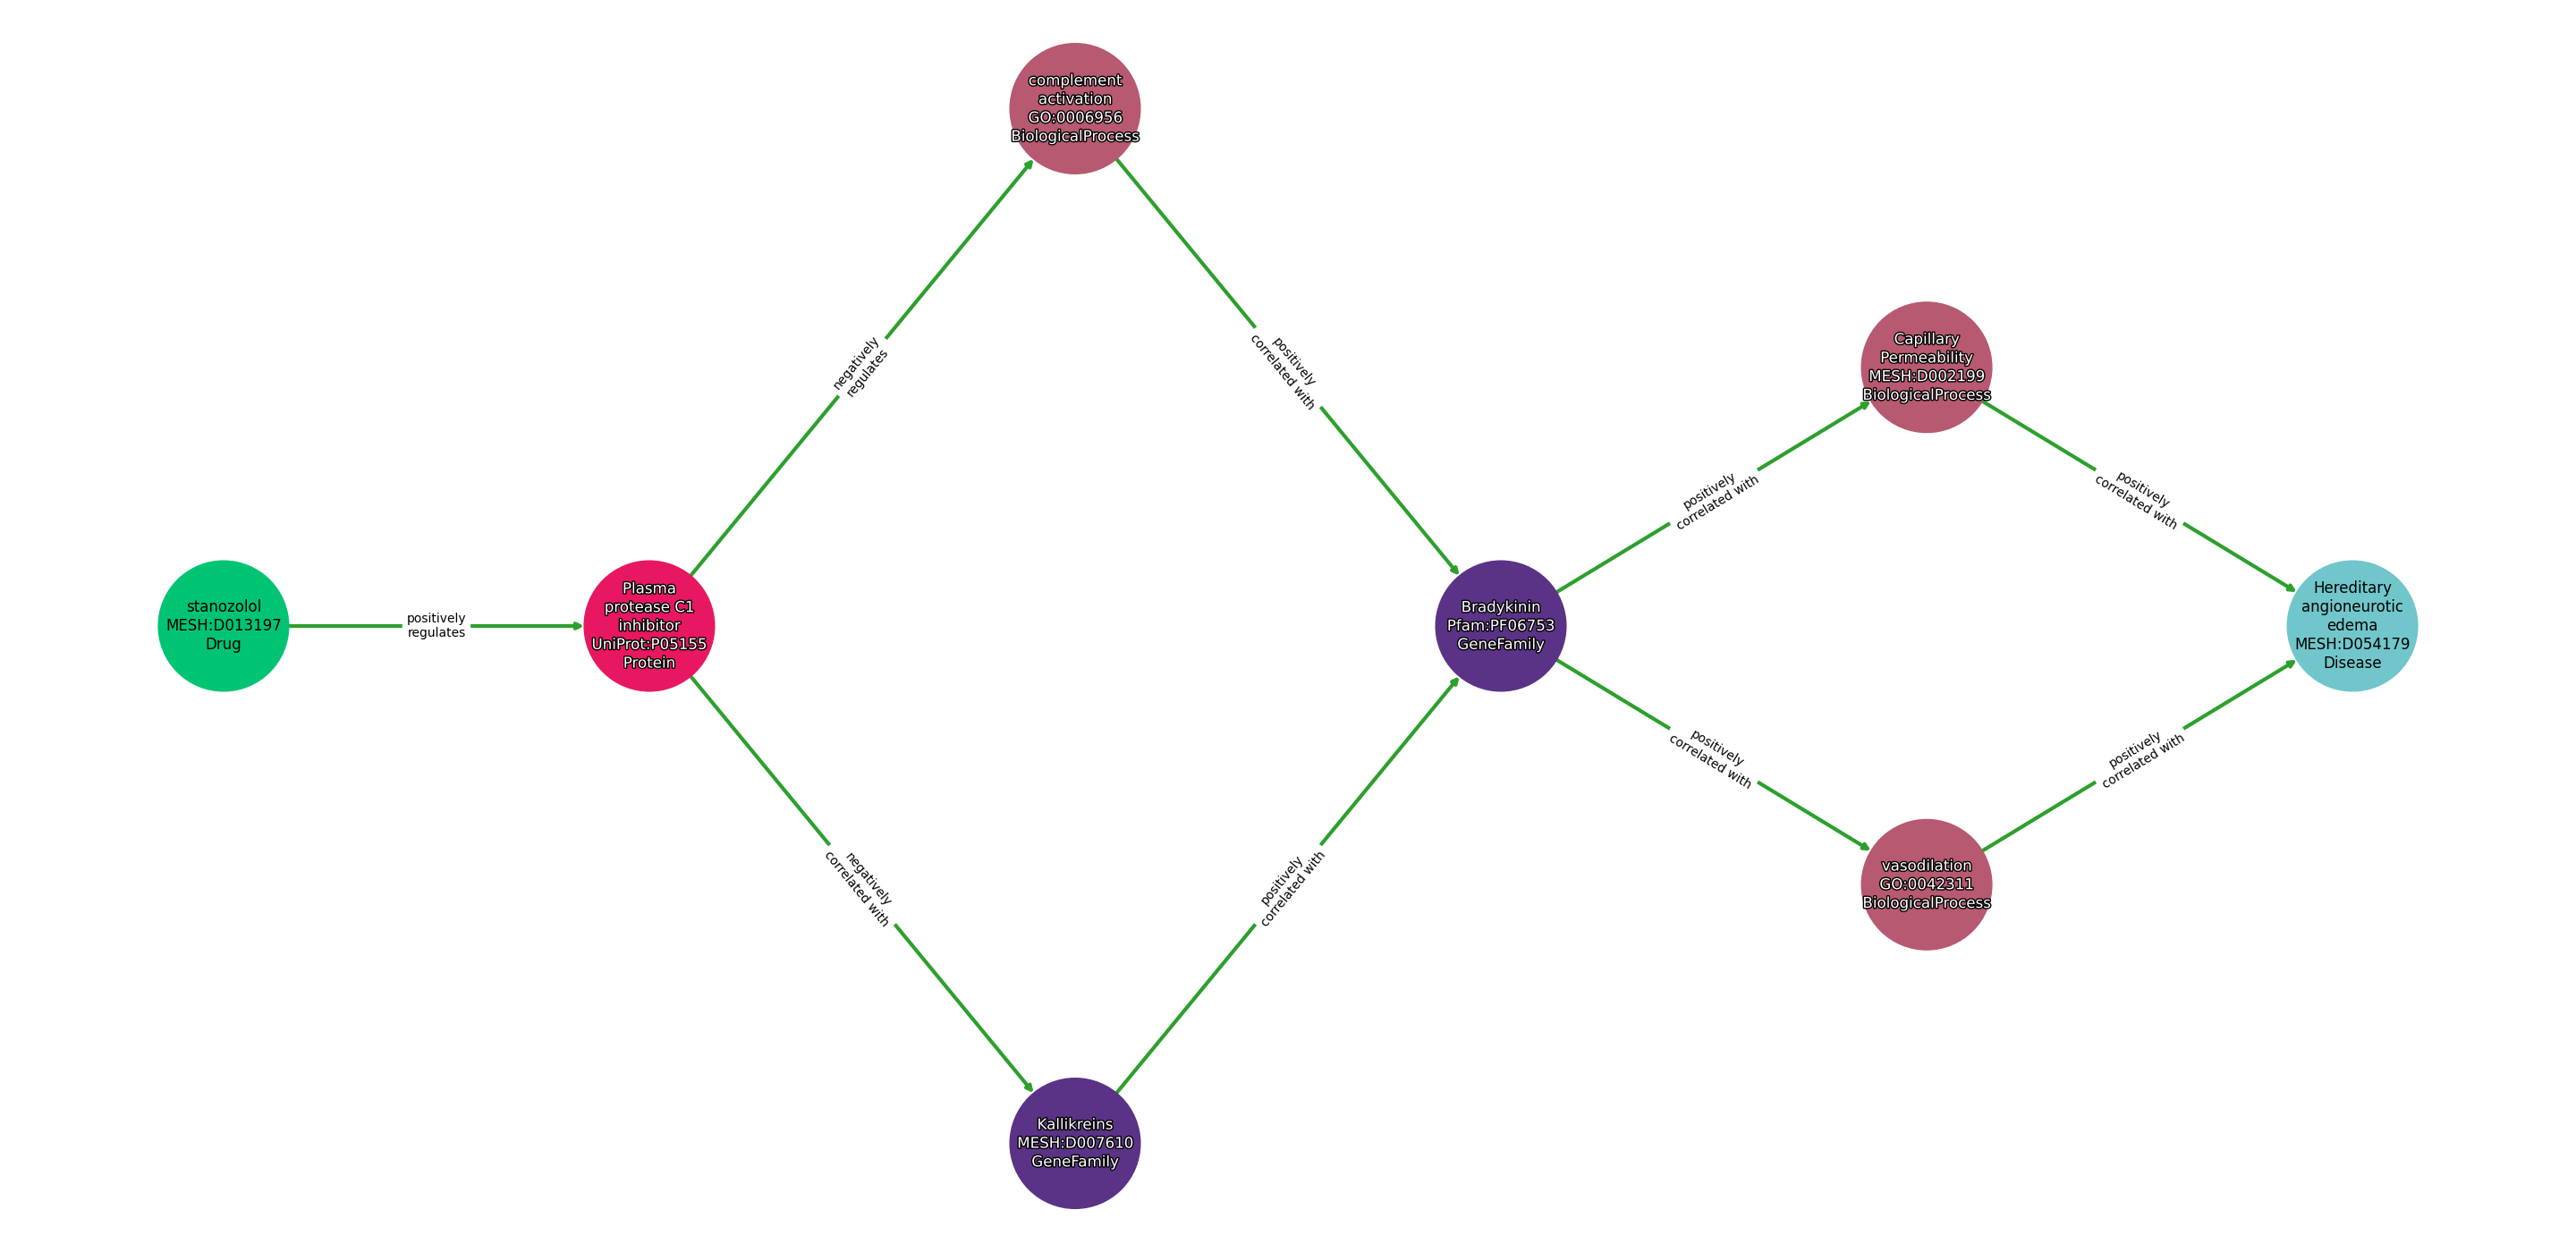 complement
activation
GO:0006956
BiologicalProcess
negatively
regulates
positively
correlated with
Capillary
Permeability
MESH:D002199
BiologicalProcess
positively
correlated with
positively
correlated with
stanozolol
MESH:D013197
Drug
positively
regulates
Plasma
protease C1
inhibitor
UniProt:P05155
Protein
Bradykinin
Pfam:PF06753
GeneFamily
Hereditary
angioneurotic
edema
MESH:D054179
Disease
positively
correlated with
positively
correlated with
negatively
correlated with
positively
correlated with
vasodilation
GO:0042311
BiologicalProcess
Kallikreins
MESH:D007610
GeneFamily